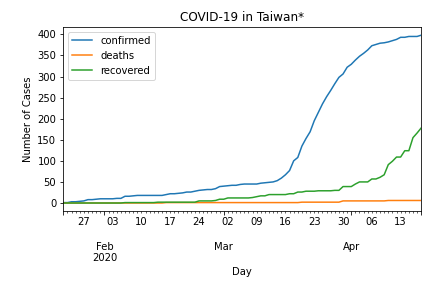 COVID-19 in Taiwan*
confirmed
deaths
recovered
Number of Cases
400
350
300
250
200
150
100
50
0
27 03 10 17 24 02 09 16 23 30 06 13
Feb Mar Apr
2020
Day